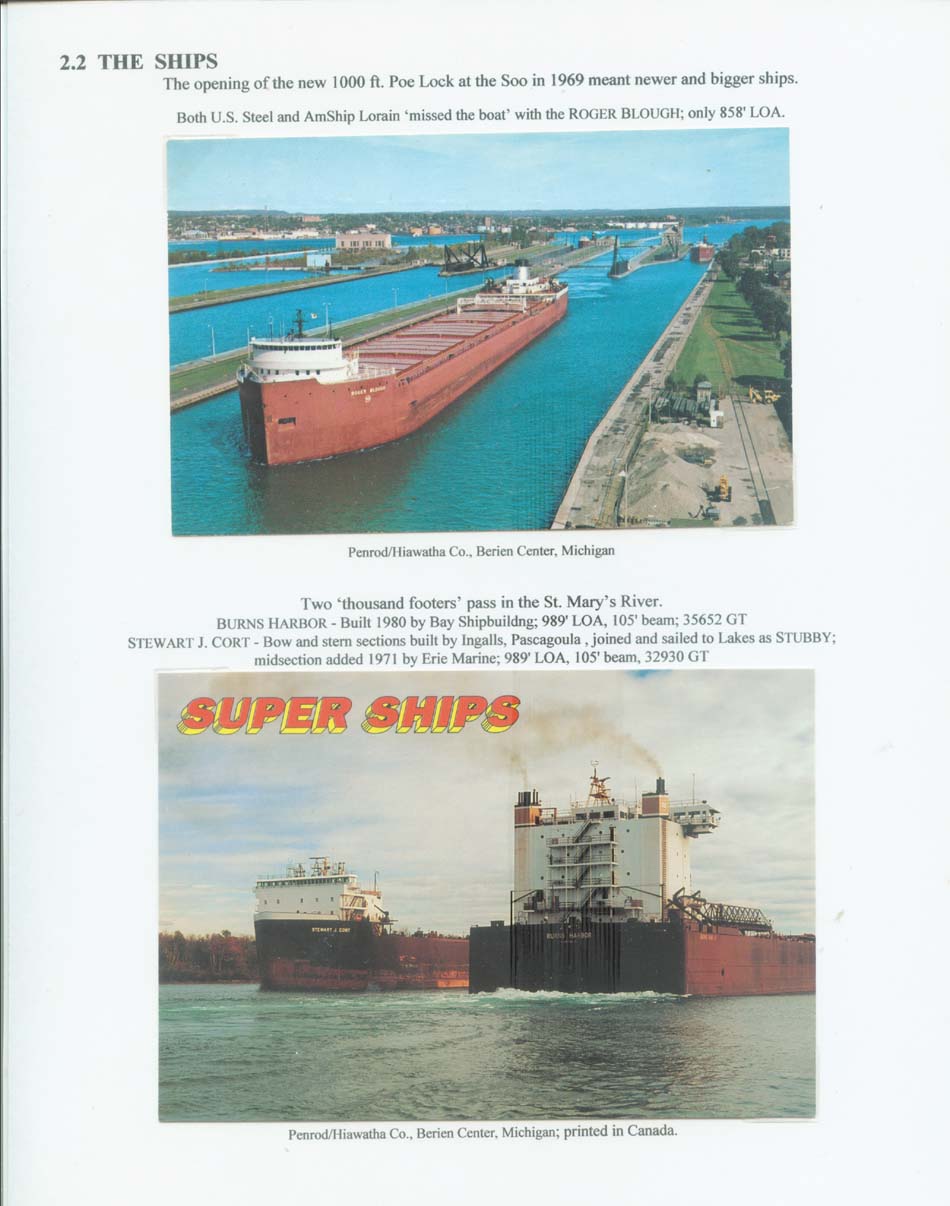 2.2 THE SHIPS
The opening of the new 1000 ft. Poe Lock at the Soo in 1969 meant newer and bigger ships.
Both U.S. Steel and AmShip Lorain ‘missed the boat’ with the ROGER BLOUGH; only 858' LOA.
ROGER BLOUGH
Penrod/Hiawatha Co., Berien Center, Michigan
Two ‘thousand footers’ pass in the St. Mary’s River.
BURNS HARBOR - Built 1980 by Bay Shipbuildng; 989' LOA, 105' beam; 35652 GT
STEWART J. CORT - Bow and stern sections built by Ingalls, Pascagoula , joined and sailed to Lakes as STUBBY;
midsection added 1971 by Erie Marine; 989' LOA, 105' beam, 32930 GT
SUPER SHIPS
STEWART J. CORT
BURNS HARBOR
Penrod/Hiawatha Co., Berien Center, Michigan; printed in Canada.